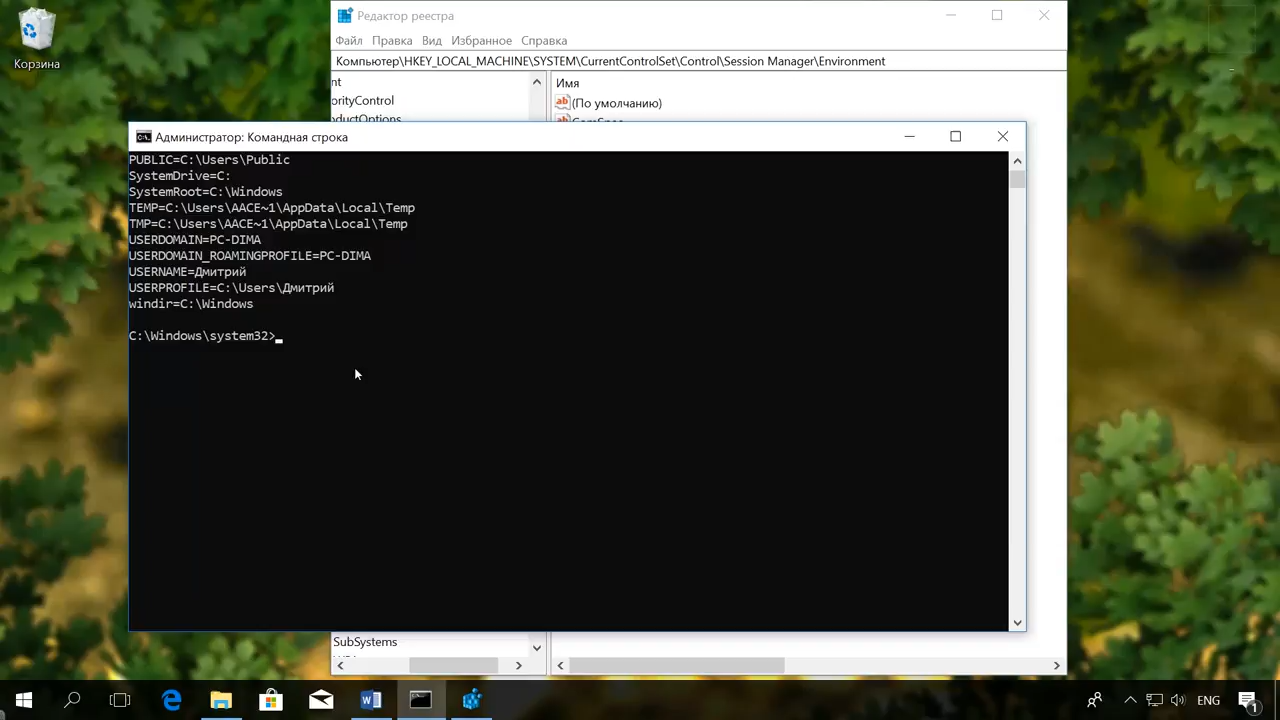 Корзина
Редактор реестра
Файл Правка Вид Избранное Справка
Компьютер\HKEY_LOCAL_MACHINE\SYSTEM\CurrentControlSet\Control\Session Manager\Environment
nt
Имя
orityControl
(По умолчанию)
ductOptions
ComSpec
Администратор: Командная строка
PUBLIC=C:\Users\Public
SystemDrive=C:
SystemRoot=C:\Windows
TEMP=C:\Users\AACE~1\AppData\Local\Temp
TMP=C:\Users\AACE~1\AppData\Local\Temp
USERDOMAIN=PC-DIMA
USERDOMAIN_ROAMINGPROFILE=PC-DIMA
USERNAME=Дмитрий
USERPROFILE=C:\Users\Дмитрий
windir=C:\Windows
C:\Windows\system32>
SubSystems
ENG
1